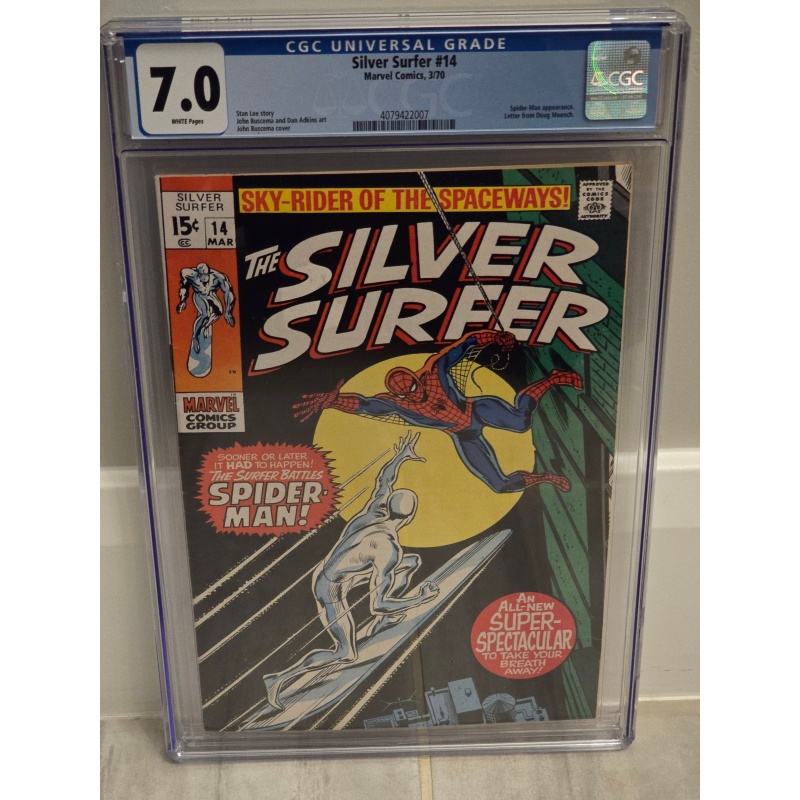 CGC UNIVERSAL GRADE
7.0
WHITE Pages
Silver Surfer #14
Marvel Comics, 3/70
Stan Lee story
John Buscema and Dan Adkins art
John Buscema cover
4079422007
Spider-Man appearance.
Letter from Doug Moench.
CGC
SILVER
SURFER
15¢
CC
14
MAR
SKY-RIDER OF THE SPACEWAYS!
APPROVED
BY THE
COMICS
CODE
AUTHORITY
THE SILVER
SURFER
MARVEL
COMICS
GROUP
SOONER OR LATER
IT HAD TO HAPPEN!
THE SURFER BATTLES
SPIDER-
MAN!
AN
ALL-NEW
SUPER-
SPECTACULAR
TO TAKE YOUR
BREATH
AWAY!